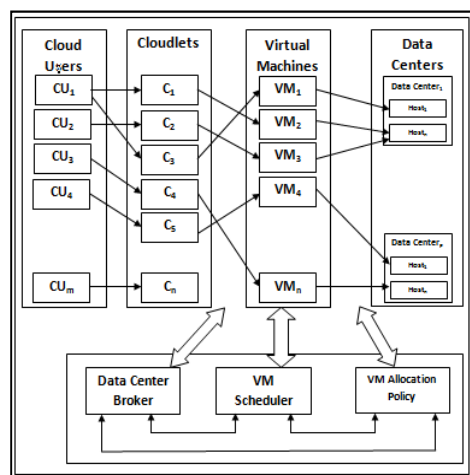 Cloud Users
Cloudlets
Virtual Machines
Data Centers
CU1
C1
VM1
Data Center1
Host1
Hostn
CU2
C2
VM2
CU3
C3
VM3
CU4
C4
VM4
C5
Data Centern
Host1
Hostn
CUm
Cn
VMn
Data Center Broker
VM Scheduler
VM Allocation Policy